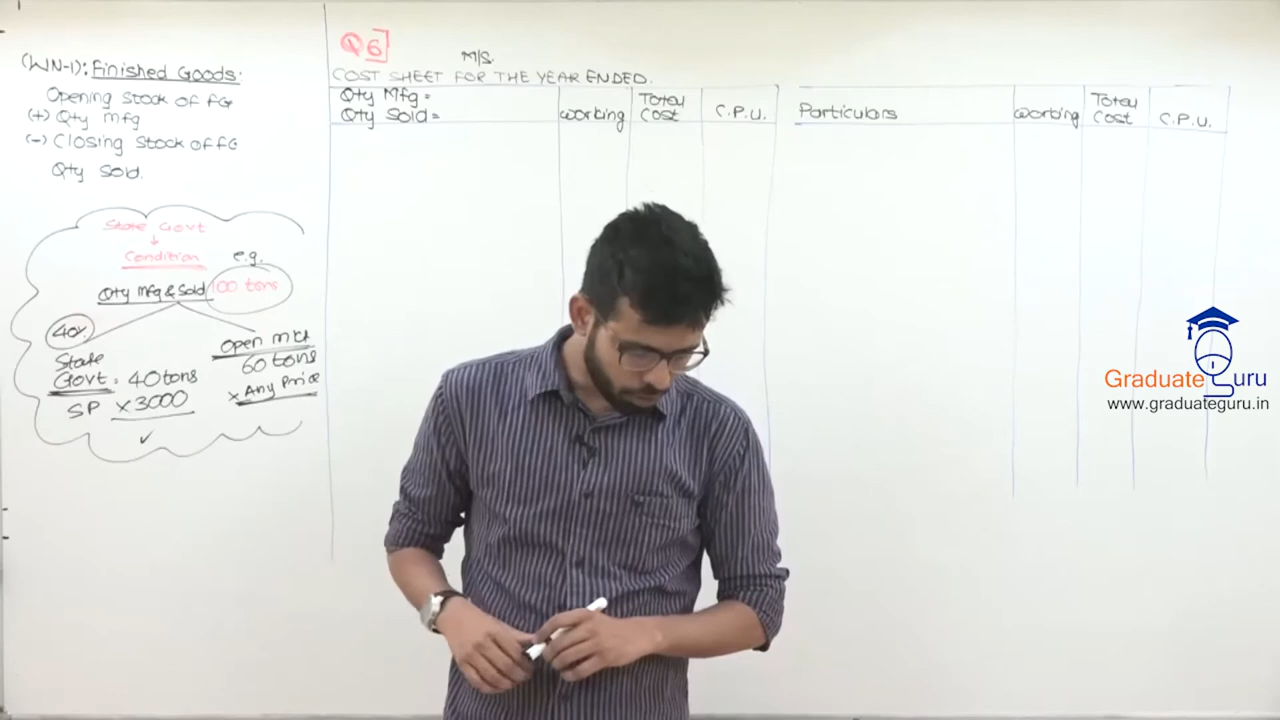 (WN-1): Finished Goods:
Opening Stock of FG
(+) Qty Mfg
(-) Closing Stock of FG
Qty Sold.
State Govt
Condition
e.g.
Qty Mfg & Sold 100 tons
40%
State
Govt = 40 tons
SP × 3000
✓
Open mkt
60 tons
× Any Price
Q6]
M/S.
COST SHEET FOR THE YEAR ENDED.
Qty Mfg =
Qty Sold =
Working
Total
Cost
C.P.U.
Particulars
Working
Total
Cost
C.P.U.
Graduate Guru
www.graduateguru.in